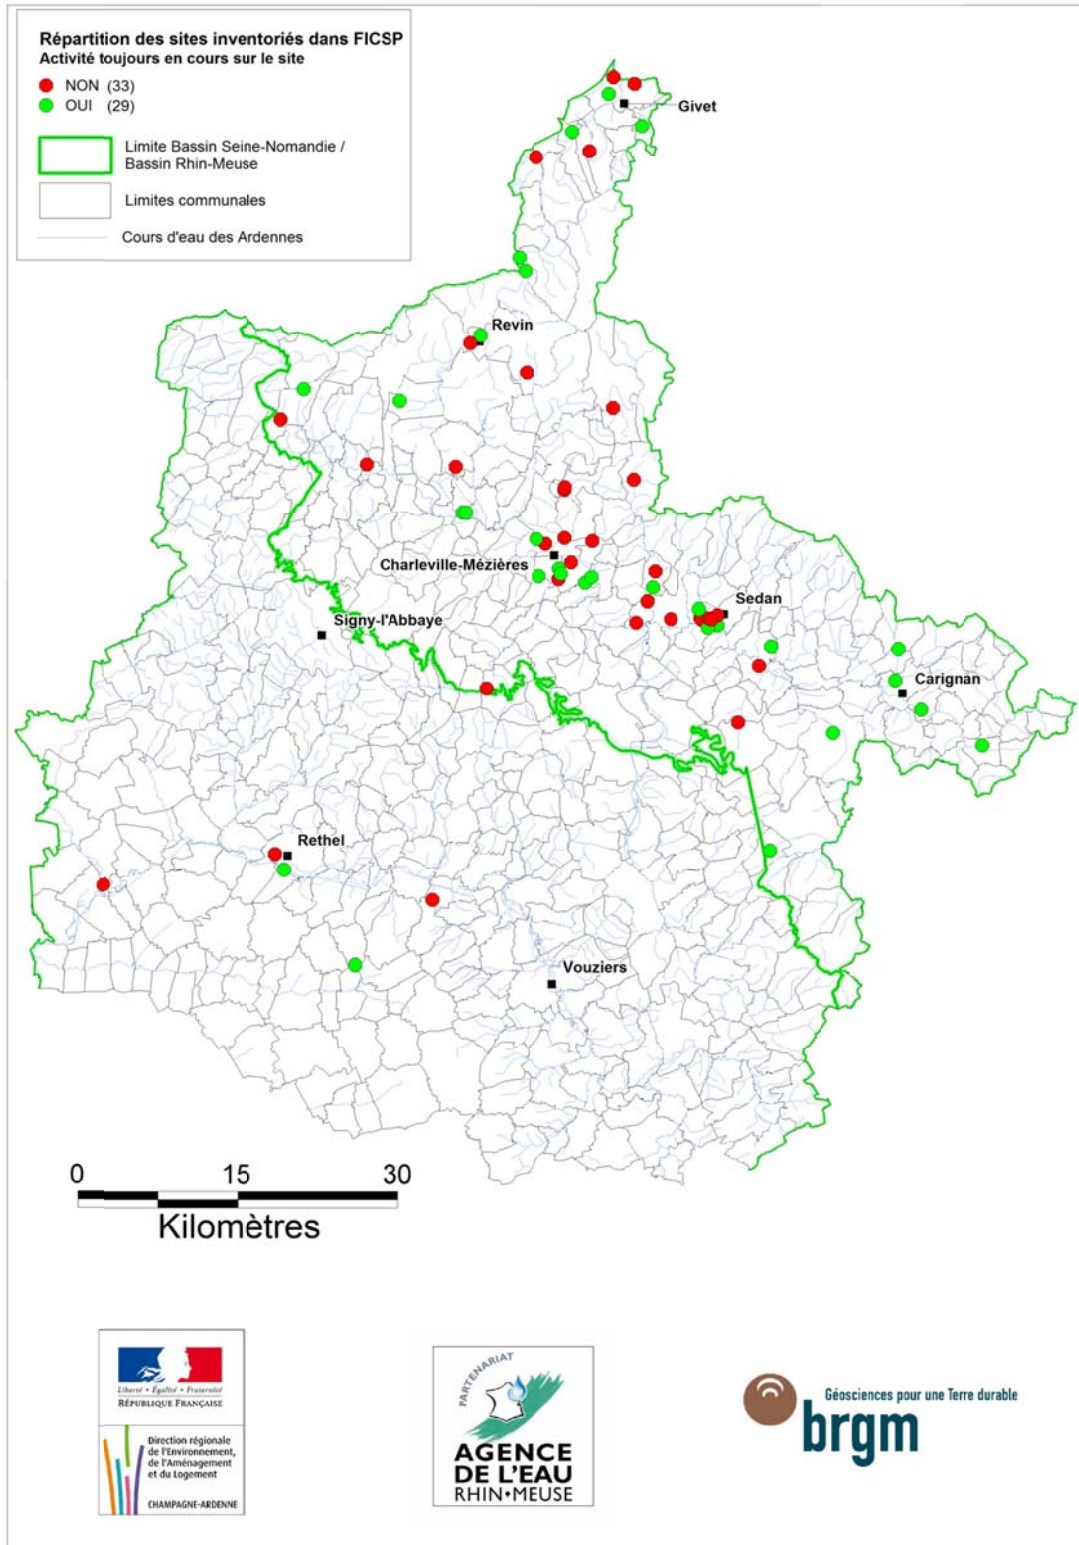 Répartition des sites inventoriés dans FICSP
Activité toujours en cours sur le site
NON (33)
OUI (29)
Limite Bassin Seine-Nomandie /
Bassin Rhin-Meuse
Limites communales
Cours d'eau des Ardennes
Givet
Revin
Charleville-Mézières
Sedan
Signy-l'Abbaye
Carignan
Rethel
Vouziers
0 15 30
Kilomètres
Liberté • Égalité • Fraternité
RÉPUBLIQUE FRANÇAISE
Direction régionale
de l'Environnement,
de l'Aménagement
et du Logement
CHAMPAGNE-ARDENNE
PARTENARIAT
AGENCE
DE L'EAU
RHIN•MEUSE
Géosciences pour une Terre durable
brgm